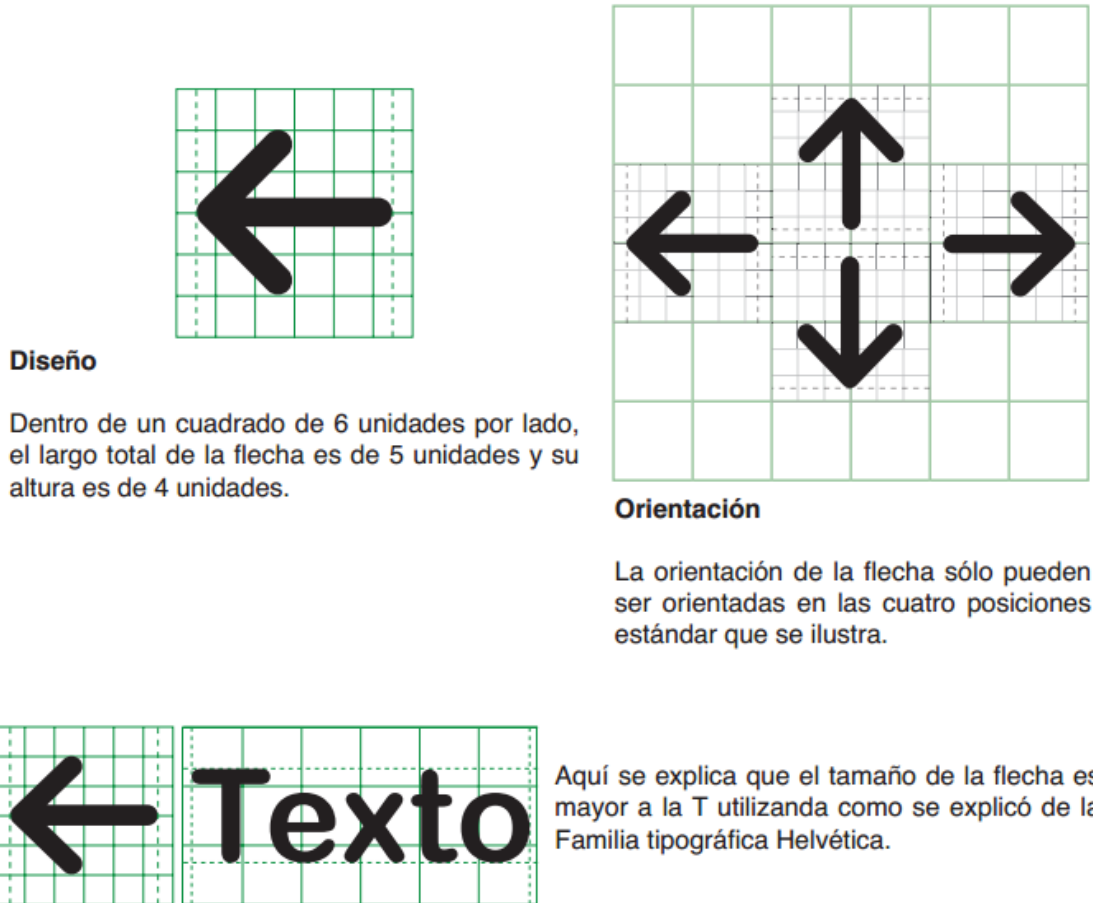 Diseño
Dentro de un cuadrado de 6 unidades por lado,
el largo total de la flecha es de 5 unidades y su
altura es de 4 unidades.
Orientación
La orientación de la flecha sólo pueden
ser orientadas en las cuatro posiciones
estándar que se ilustra.
Texto
Aquí se explica que el tamaño de la flecha es
mayor a la T utilizanda como se explicó de la
Familia tipográfica Helvética.